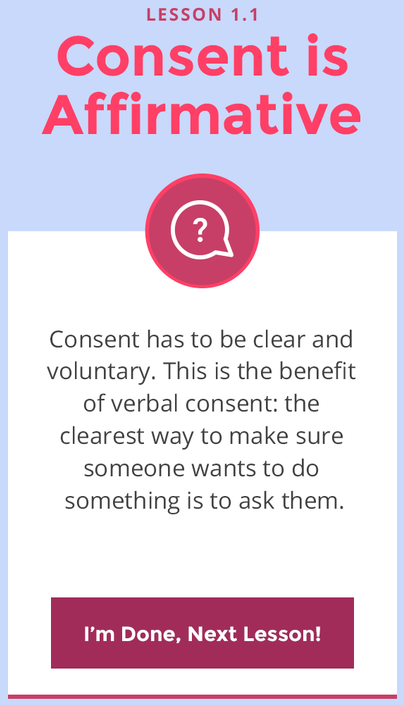 LESSON 1.1
Consent is
Affirmative
?
Consent has to be clear and
voluntary. This is the benefit
of verbal consent: the
clearest way to make sure
someone wants to do
something is to ask them.
I'm Done, Next Lesson!